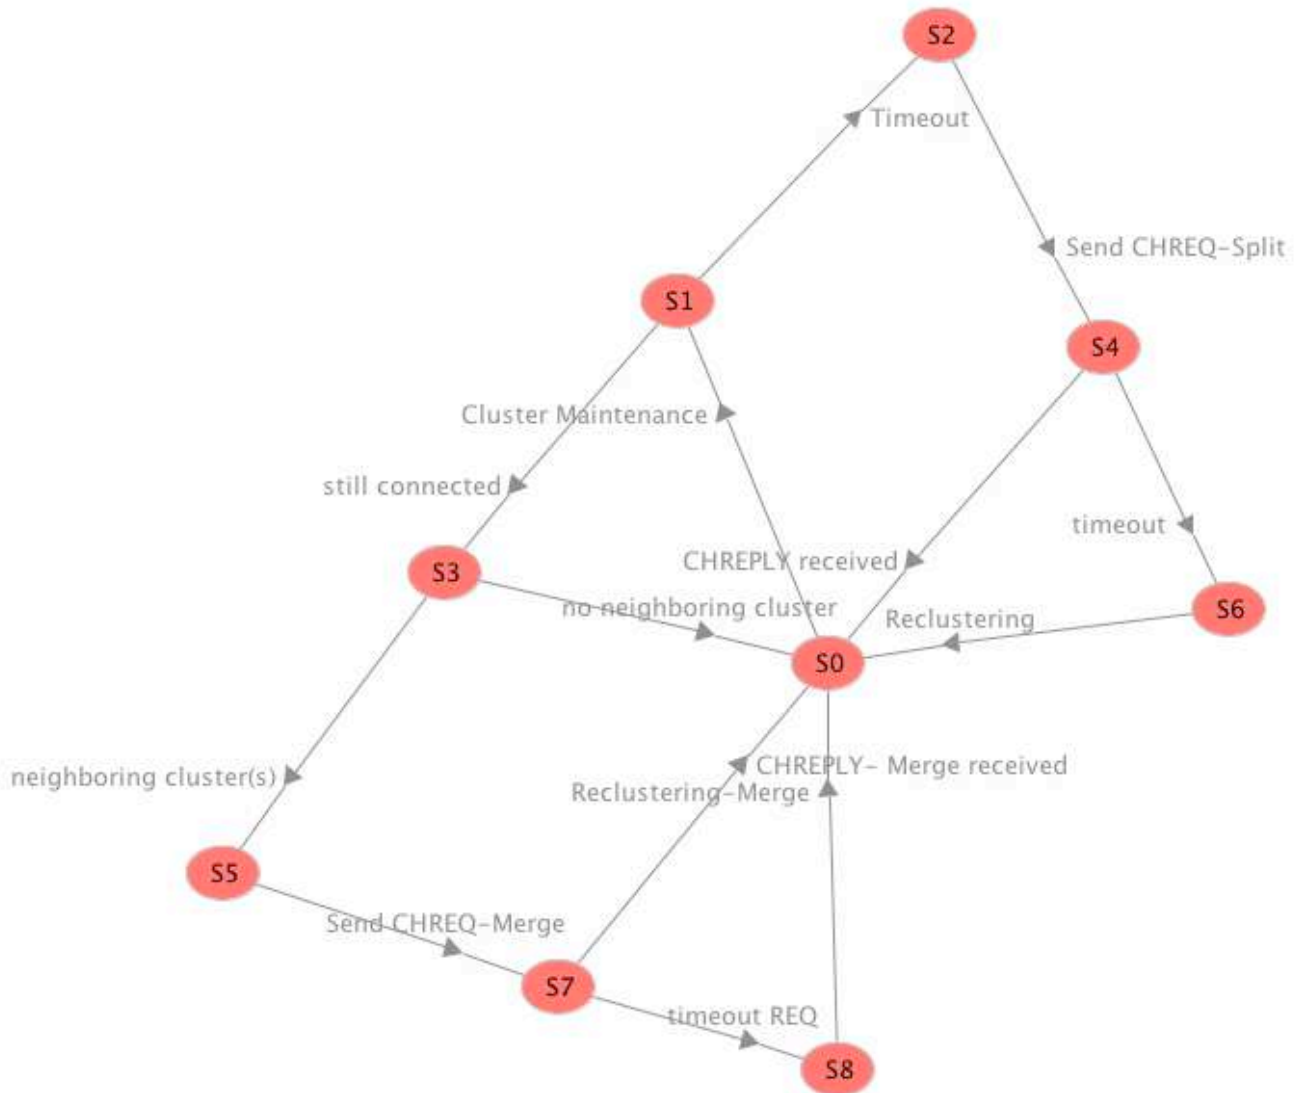 S2
Timeout
Send CHREQ-Split
S1
S4
Cluster Maintenance
still connected
timeout
CHREPLY received
S3
no neighboring cluster
S6
Reclustering
S0
neighboring cluster(s)
CHREPLY- Merge received
Reclustering-Merge
S5
Send CHREQ-Merge
S7
timeout REQ
S8